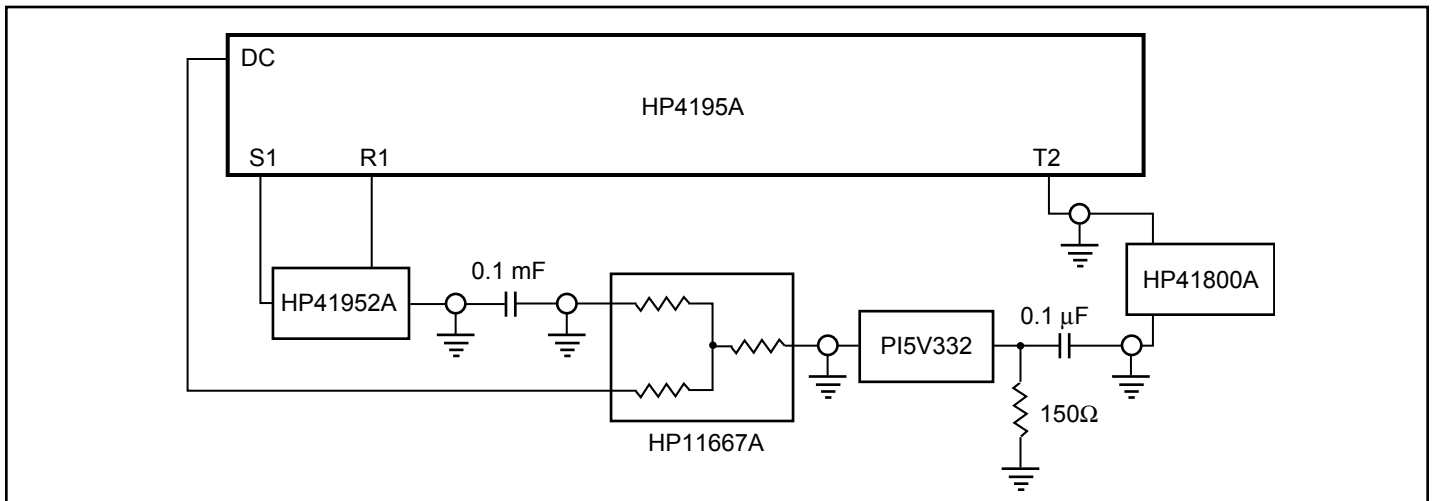 DC
HP4195A
S1
R1
T2
0.1 mF
HP41952A
HP41800A
0.1 μF
PI5V332
150Ω
HP11667A